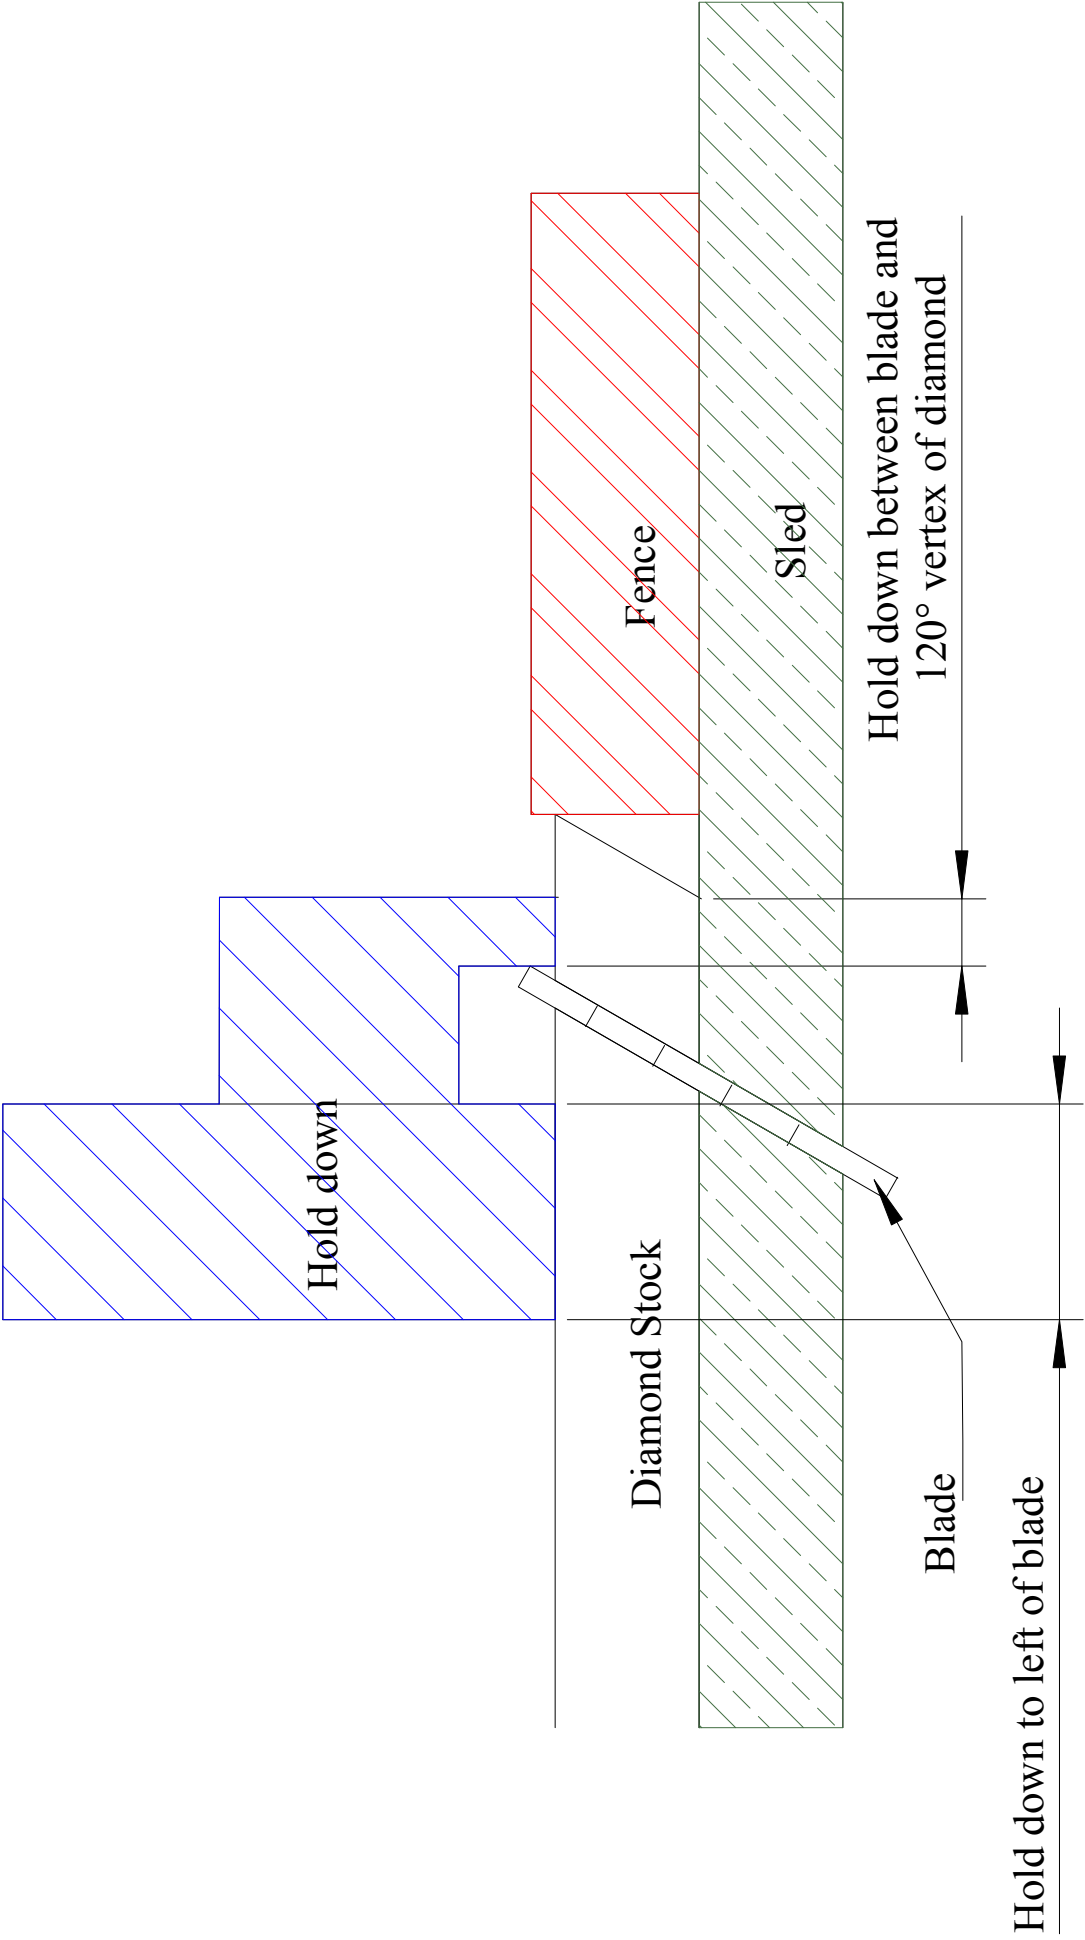 Hold down
Fence
Diamond Stock
Sled
Hold down between blade and
120° vertex of diamond
Blade
Hold down to left of blade